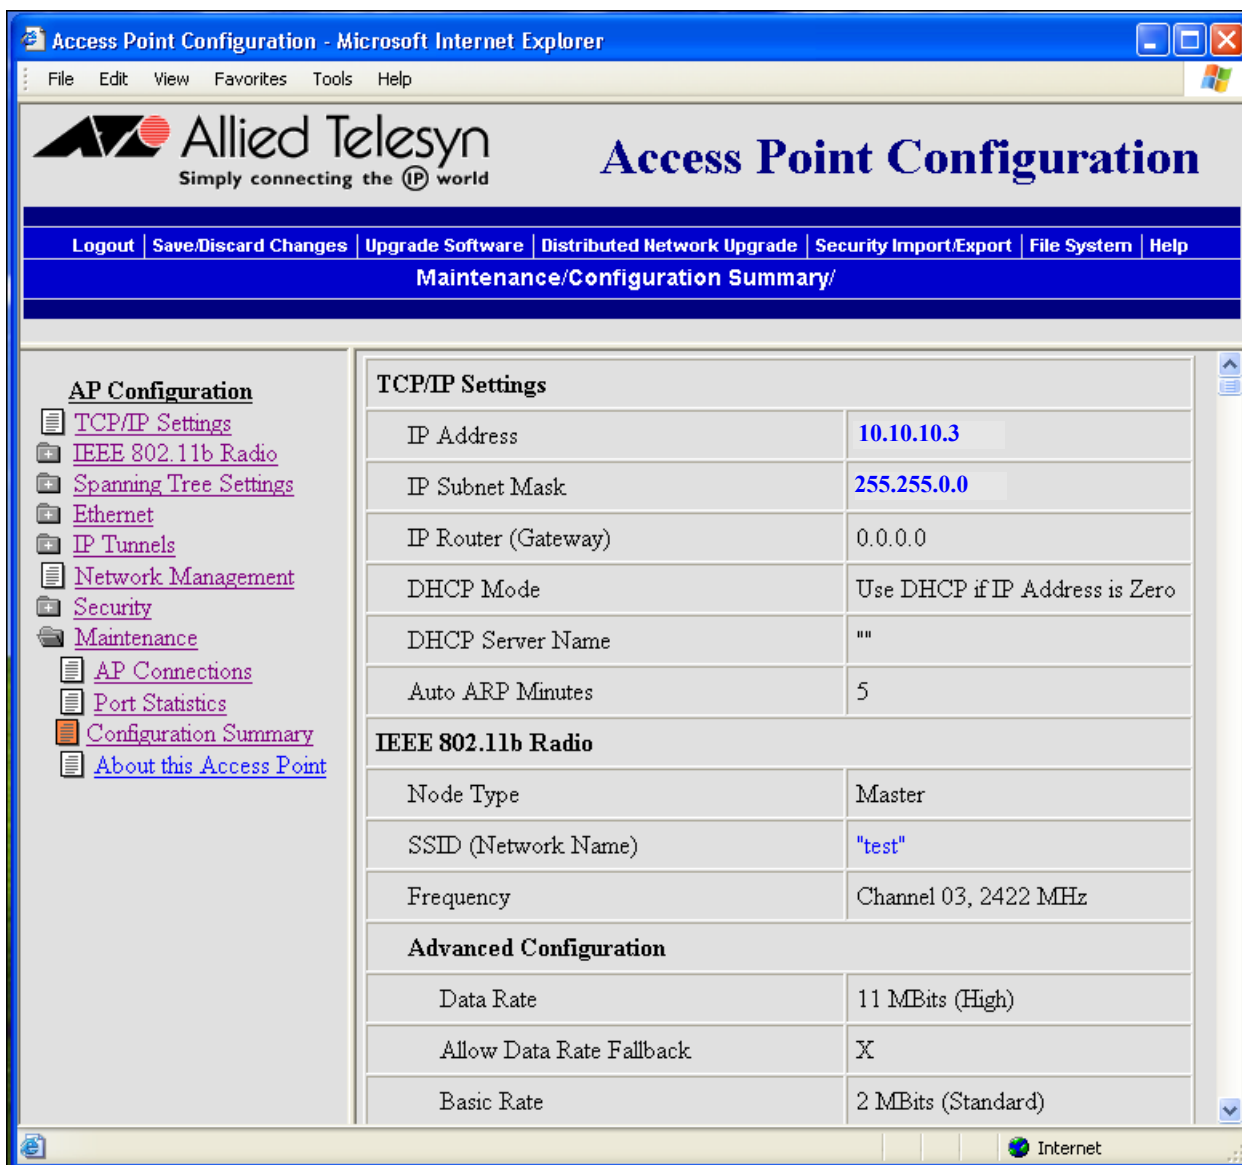 Access Point Configuration - Microsoft Internet Explorer
File Edit View Favorites Tools Help
Allied Telesyn
Simply connecting the IP world
Access Point Configuration
Logout | Save/Discard Changes | Upgrade Software | Distributed Network Upgrade | Security Import/Export | File System | Help
Maintenance/Configuration Summary/
AP Configuration
TCP/IP Settings
IEEE 802.11b Radio
Spanning Tree Settings
Ethernet
IP Tunnels
Network Management
Security
Maintenance
AP Connections
Port Statistics
Configuration Summary
About this Access Point
TCP/IP Settings
IP Address 10.10.10.3
IP Subnet Mask 255.255.0.0
IP Router (Gateway) 0.0.0.0
DHCP Mode Use DHCP if IP Address is Zero
DHCP Server Name ""
Auto ARP Minutes 5
IEEE 802.11b Radio
Node Type Master
SSID (Network Name) "test"
Frequency Channel 03, 2422 MHz
Advanced Configuration
Data Rate 11 MBits (High)
Allow Data Rate Fallback X
Basic Rate 2 MBits (Standard)
Internet